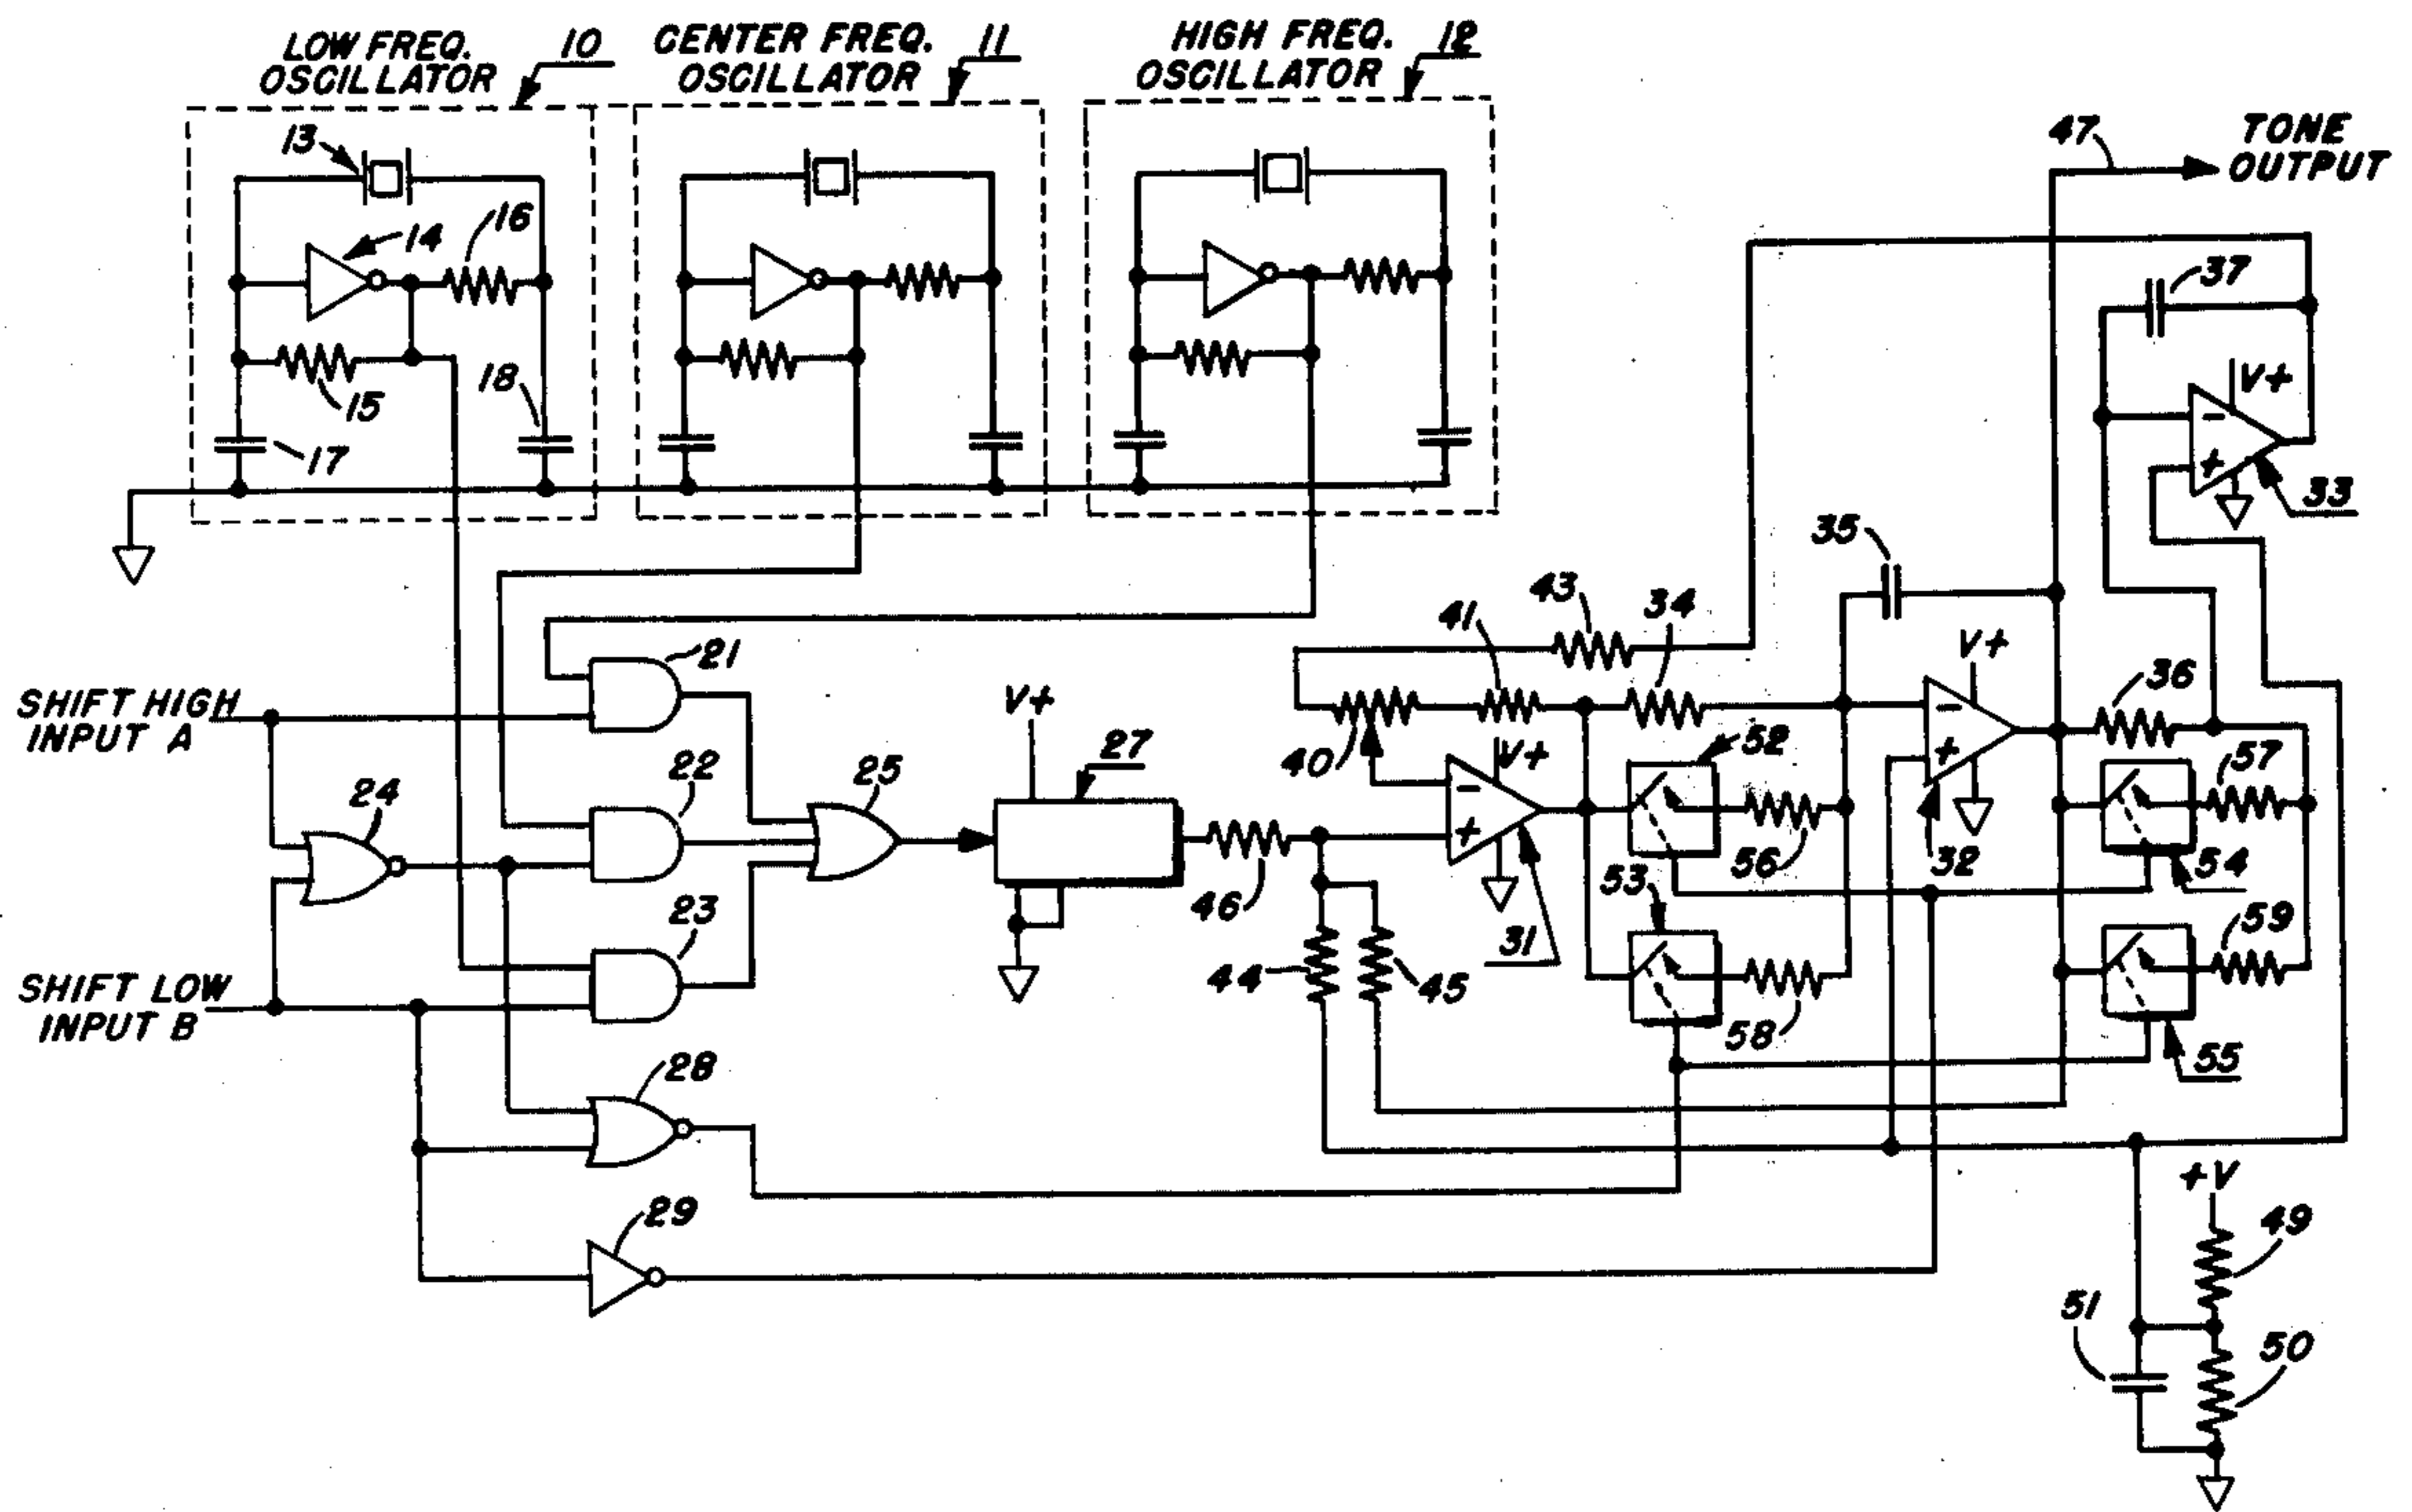 LOW FREQ.
OSCILLATOR
10
CENTER FREQ.
OSCILLATOR
11
HIGH FREQ.
OSCILLATOR
12
13
14
16
15
17
18
47
TONE
OUTPUT
37
V+
-
+
33
35
43
34
41
V+
36
40
V+
52
-
+
57
-
+
56
32
54
53
31
59
58
55
SHIFT HIGH
INPUT A
21
22
24
25
V+
27
46
23
44
45
SHIFT LOW
INPUT B
28
29
+V
49
51
50